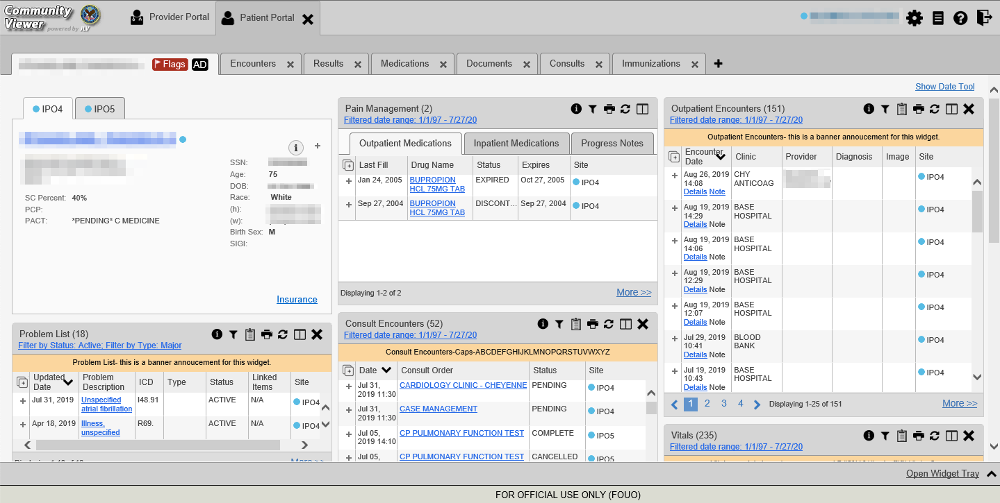 Community
Viewer
powered by JLV
Provider Portal
Patient Portal
Flags AD
Encounters
Results
Medications
Documents
Consults
Immunizations
Show Date Tool
IPO4
IPO5
SSN:
Age: 75
DOB:
Race: White
(h):
(w):
Birth Sex: M
SIGI:
SC Percent: 40%
PCP:
PACT: *PENDING* C MEDICINE
Insurance
Problem List (18)
Filter by Status: Active; Filter by Type: Major
Problem List- this is a banner annoucement for this widget.
Updated Date Problem Description ICD Type Status Linked Items Site
Jul 31, 2019 Unspecified atrial fibrillation I48.91 ACTIVE N/A IPO4
Apr 18, 2019 Illness, unspecified R69. ACTIVE N/A IPO4
Pain Management (2)
Filtered date range: 1/1/97 - 7/27/20
Outpatient Medications
Inpatient Medications
Progress Notes
Last Fill Drug Name Status Expires Site
Jan 24, 2005 BUPROPION HCL 75MG TAB EXPIRED Oct 27, 2005 IPO4
Sep 27, 2004 BUPROPION HCL 75MG TAB DISCONT... Sep 27, 2004 IPO4
Displaying 1-2 of 2
More >>
Consult Encounters (52)
Filtered date range: 1/1/97 - 7/27/20
Consult Encounters-Caps-ABCDEFGHIJKLMNOPQRSTUVWXYZ
Date Consult Order Status Site
Jul 31, 2019 11:30 CARDIOLOGY CLINIC - CHEYENNE PENDING IPO4
Jul 31, 2019 11:30 CASE MANAGEMENT PENDING IPO4
Jul 05, 2019 14:10 CP PULMONARY FUNCTION TEST COMPLETE IPO5
Jul 05, CP PULMONARY FUNCTION TEST CANCELLED IPO5
Outpatient Encounters (151)
Filtered date range: 1/1/97 - 7/27/20
Outpatient Encounters- this is a banner annoucement for this widget.
Encounter Date Clinic Provider Diagnosis Image Site
Aug 26, 2019 14:08 Details Note CHY ANTICOAG IPO4
Aug 19, 2019 14:29 Details Note BASE HOSPITAL IPO4
Aug 19, 2019 14:06 Details Note BASE HOSPITAL IPO4
Aug 19, 2019 12:29 Details Note BASE HOSPITAL IPO4
Aug 19, 2019 12:07 Details Note BASE HOSPITAL IPO4
Jul 29, 2019 10:41 Details Note BLOOD BANK IPO4
Jul 19, 2019 10:43 Details Note BASE HOSPITAL IPO4
1 2 3 4 Displaying 1-25 of 151
More >>
Vitals (235)
Filtered date range: 1/1/97 - 7/27/20
Open Widget Tray
FOR OFFICIAL USE ONLY (FOUO)